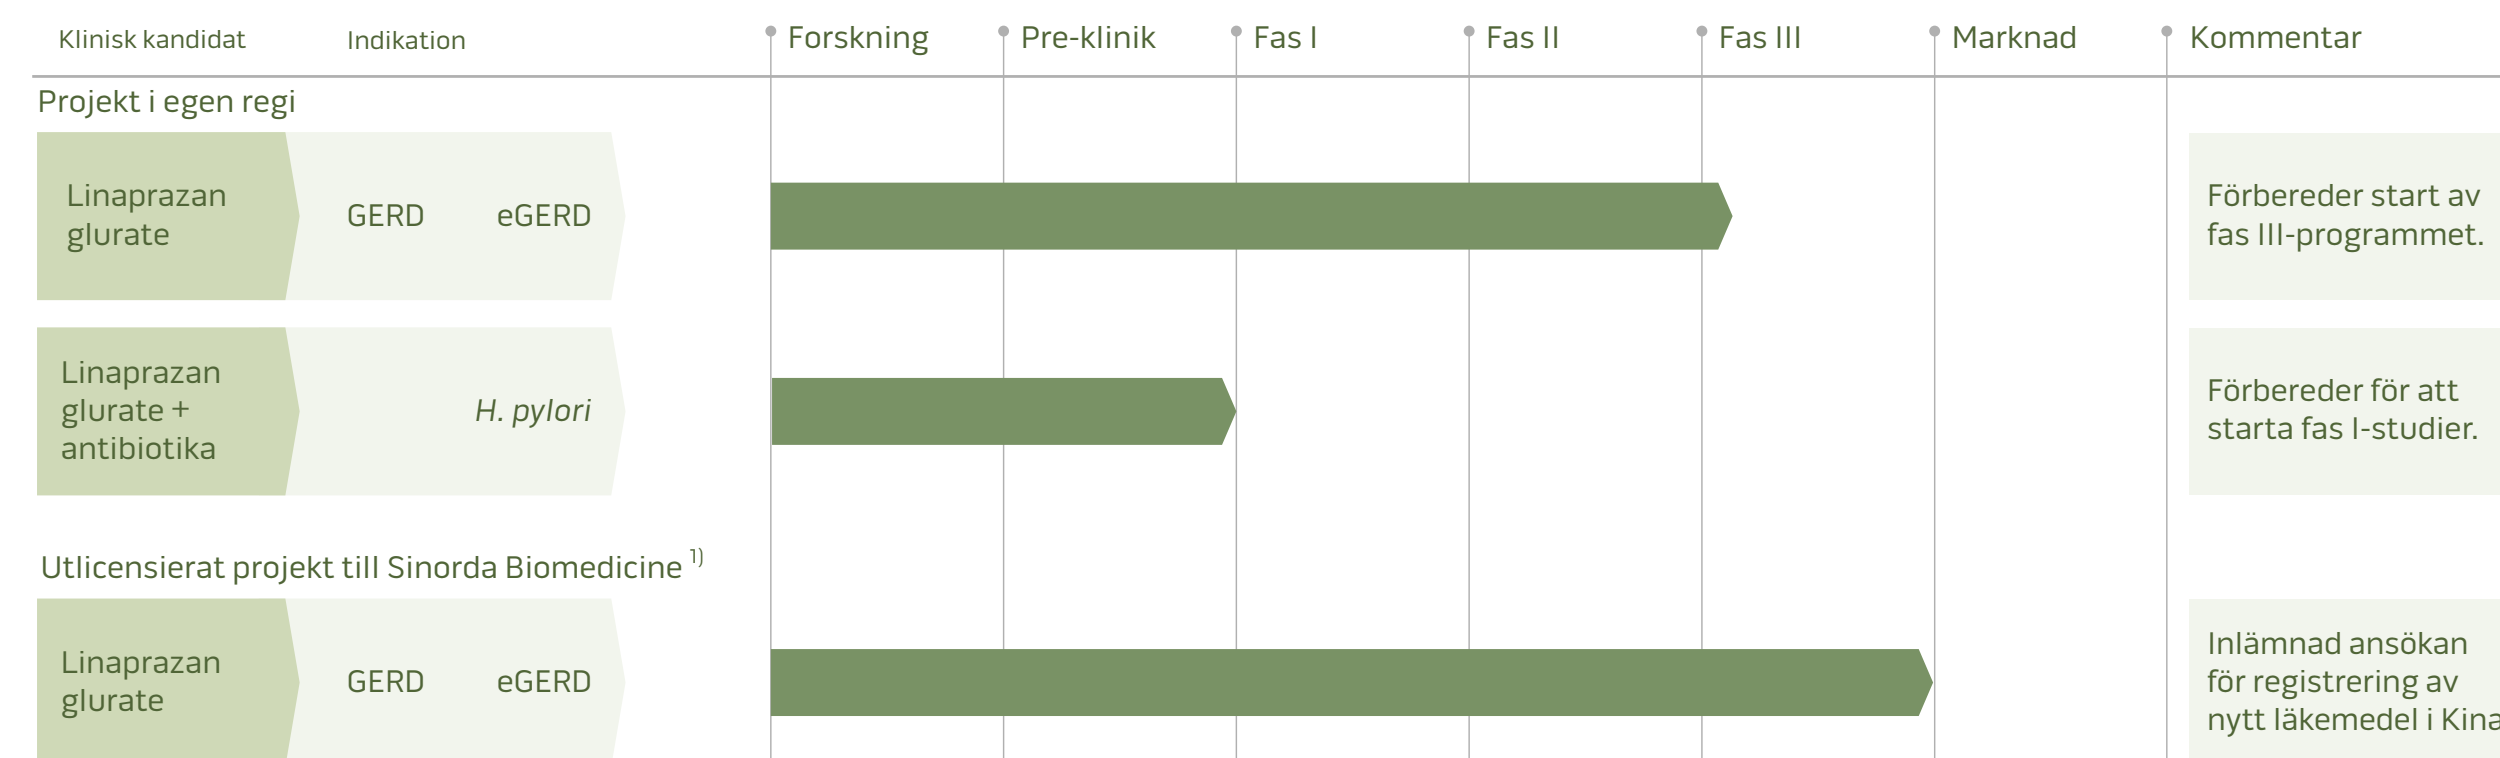 Klinisk kandidat Indikation Forskning Pre-klinik Fas I Fas II Fas III Marknad Kommentar
Projekt i egen regi
Linaprazan
glurate
GERD eGERD
Förbereder start av
fas III-programmet.
Linaprazan
glurate +
antibiotika
H. pylori
Förbereder för att
starta fas I-studier.
Utlicensierat projekt till Sinorda Biomedicine 1)
Linaprazan
glurate
GERD eGERD
Inlämnad ansökan
för registrering av
nytt läkemedel i Kina